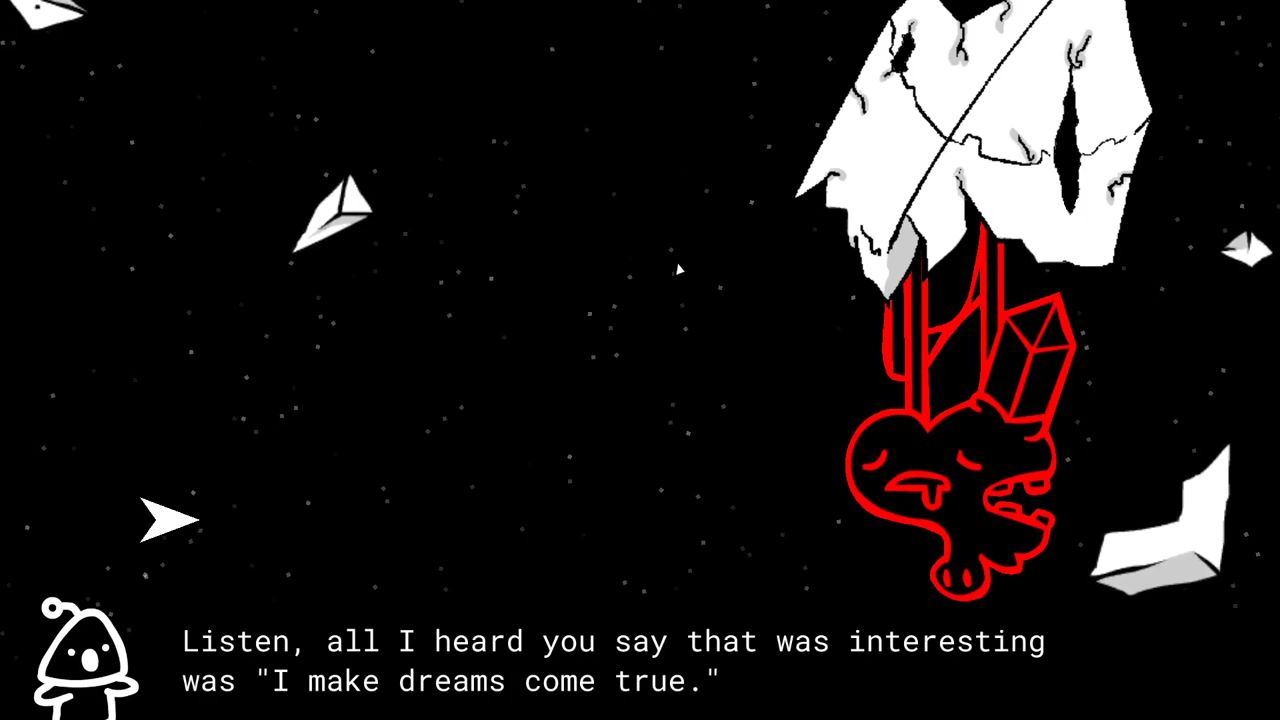 Listen, all I heard you say that was interesting
was "I make dreams come true."